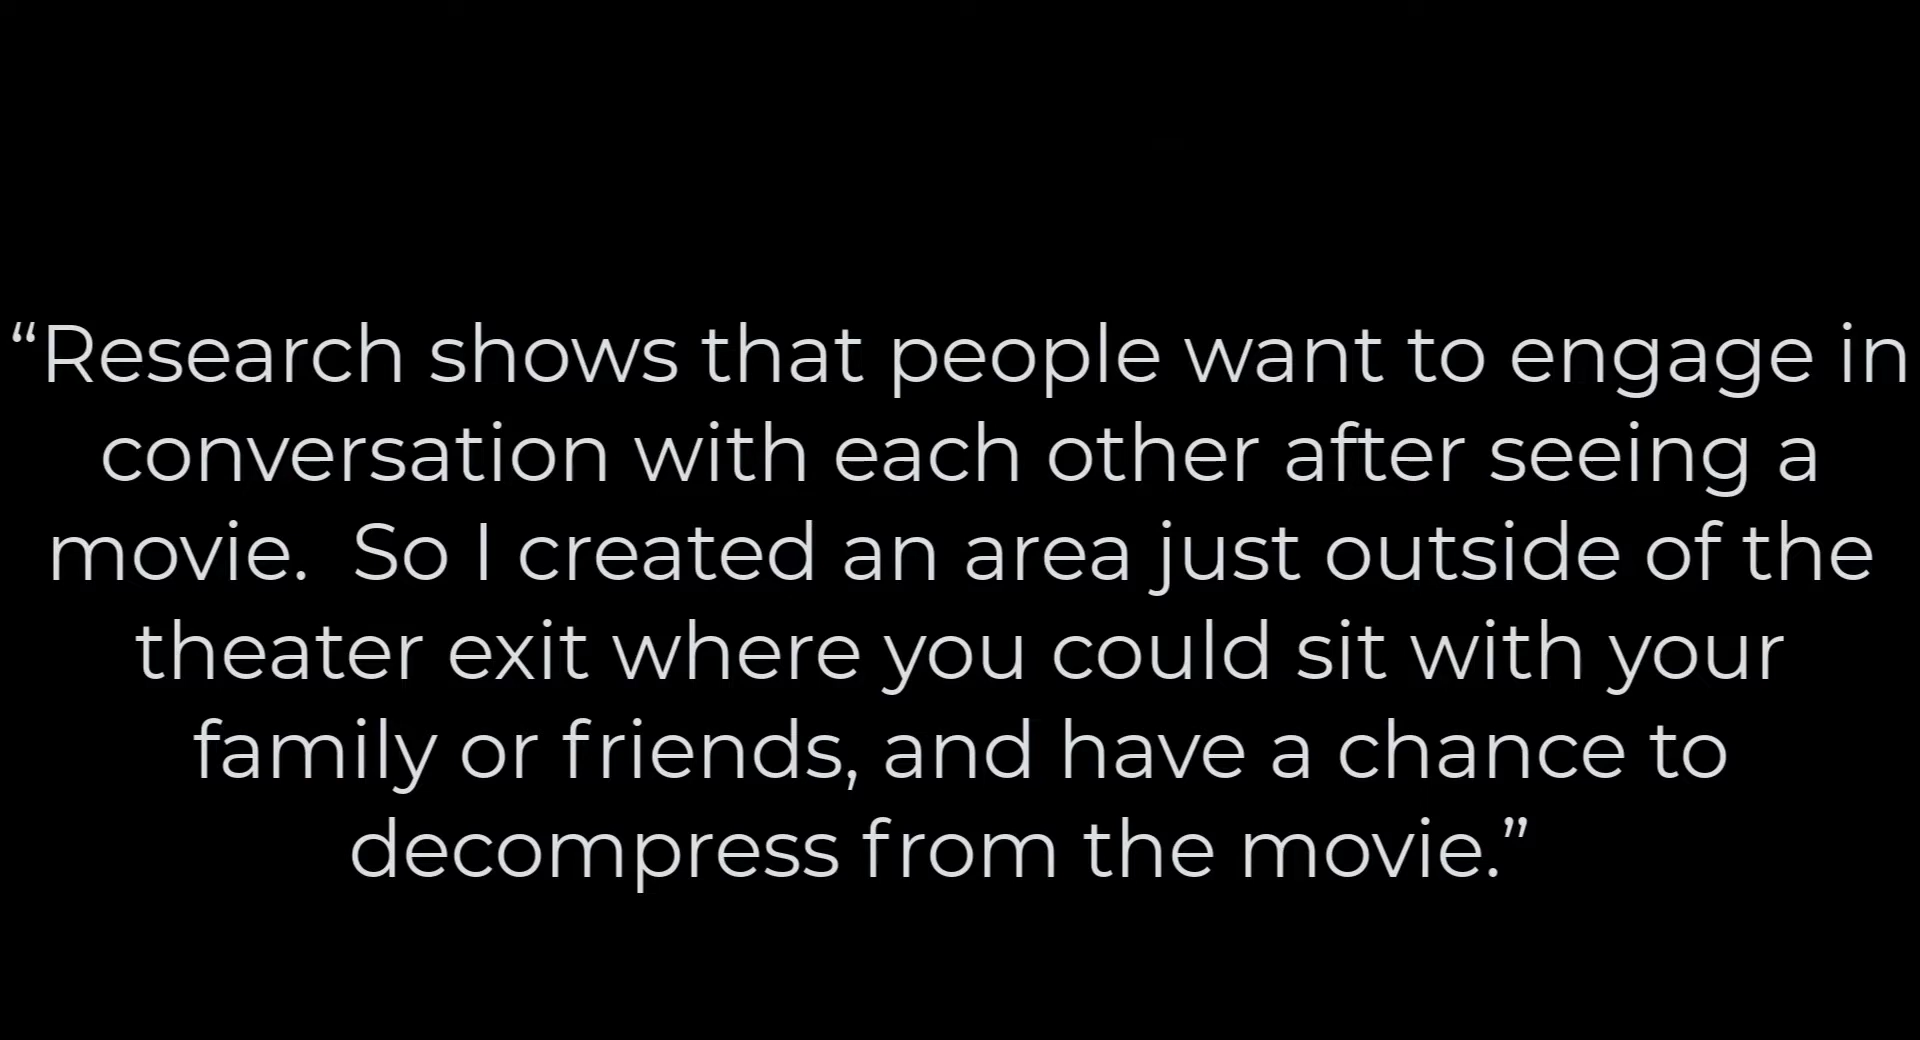 “Research shows that people want to engage in
conversation with each other after seeing a
movie.  So I created an area just outside of the
theater exit where you could sit with your
family or friends, and have a chance to
decompress from the movie.”